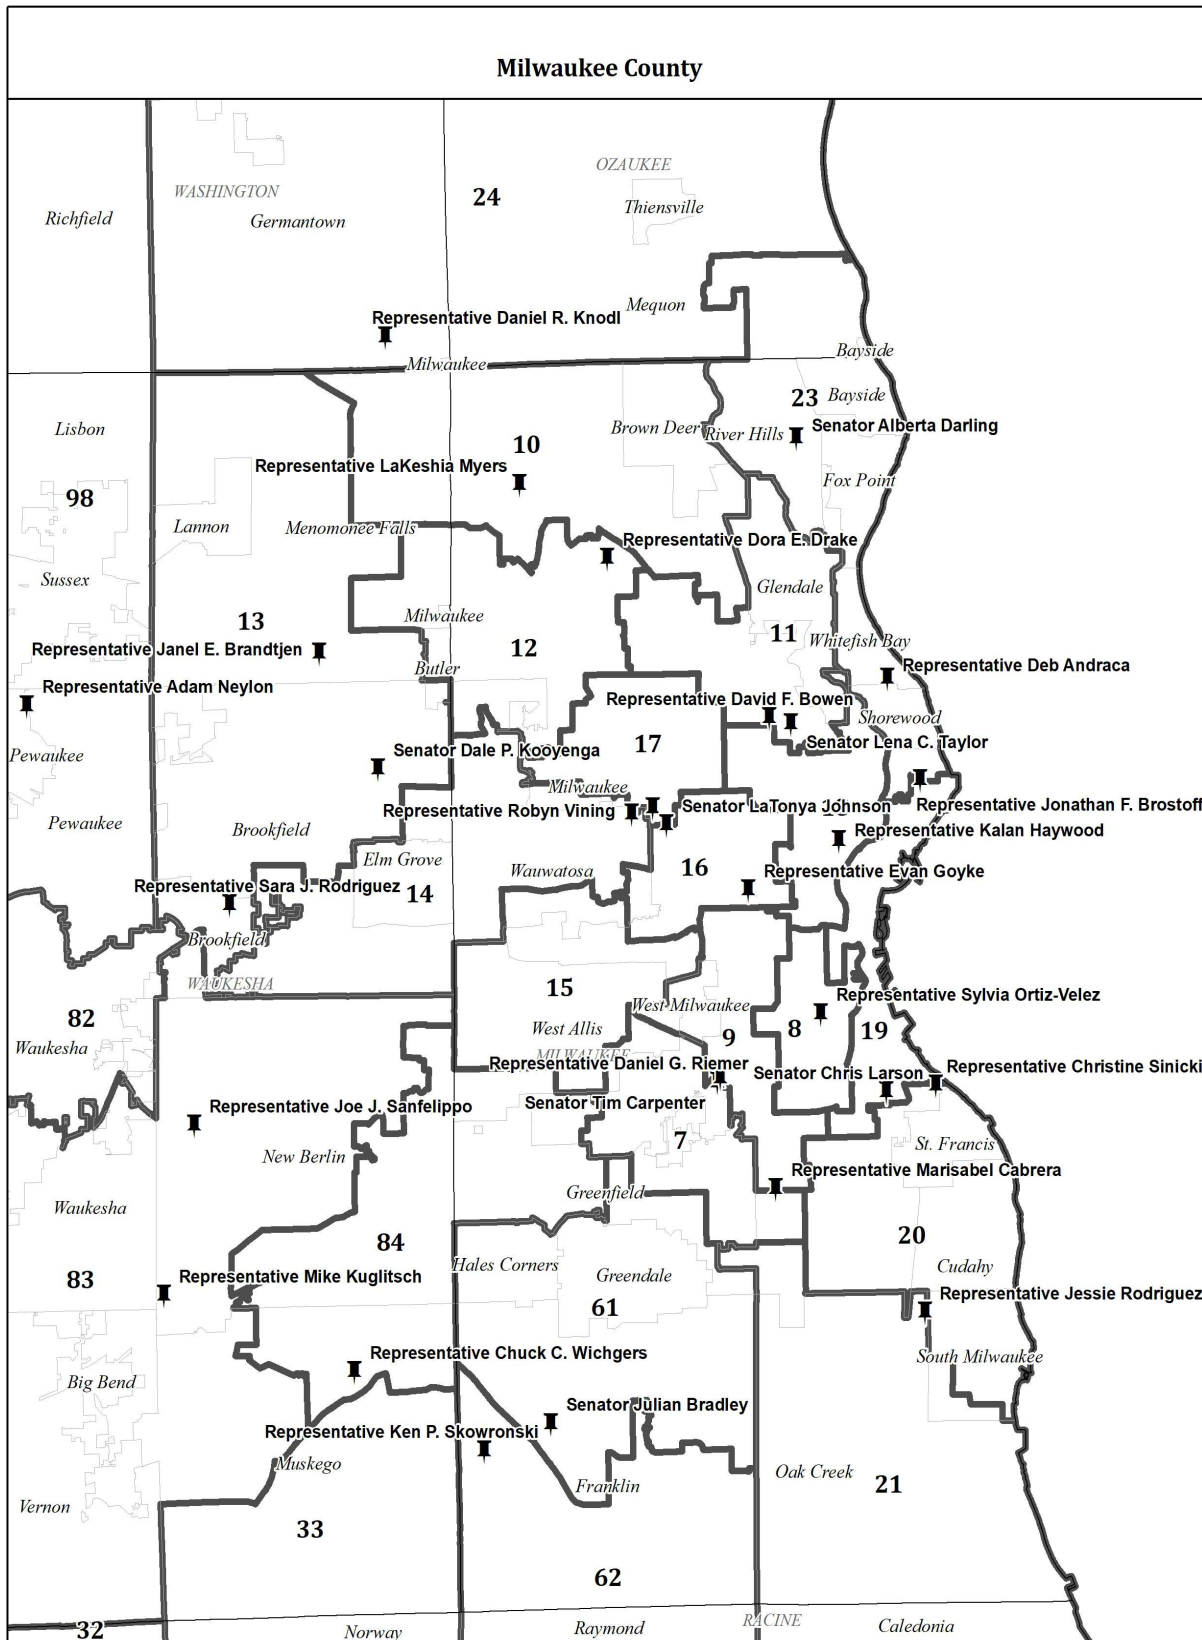 Milwaukee County
OZAUKEE
WASHINGTON
24
Richfield
Germantown
Thiensville
Mequon
Representative Daniel R. Knodl
Bayside
Milwaukee
23
Bayside
Lisbon
Brown Deer
River Hills
Senator Alberta Darling
10
Representative LaKeshia Myers
Fox Point
98
Lannon
Menomonee Falls
Representative Dora E. Drake
Sussex
Glendale
Milwaukee
13
12
11
Whitefish Bay
Representative Janel E. Brandtjen
Butler
Representative Deb Andraca
Representative Adam Neylon
Representative David F. Bowen
Shorewood
Senator Dale P. Kooyenga
17
Senator Lena C. Taylor
Pewaukee
Milwaukee
Representative Robyn Vining
Senator LaTonya Johnson
Representative Jonathan F. Brostoff
Pewaukee
Brookfield
Representative Kalan Haywood
Elm Grove
Wauwatosa
16
Representative Evan Goyke
Representative Sara J. Rodriguez
14
Brookfield
WAUKESHA
15
Representative Sylvia Ortiz-Velez
West Milwaukee
82
West Allis
9
8
19
Waukesha
MILWAUKEE
Representative Daniel G. Riemer
Senator Chris Larson
Representative Christine Sinicki
Representative Joe J. Sanfelippo
Senator Tim Carpenter
7
St. Francis
New Berlin
Representative Marisabel Cabrera
Waukesha
Greenfield
84
20
Hales Corners
Greendale
Cudahy
83
Representative Mike Kuglitsch
Representative Jessie Rodriguez
61
Representative Chuck C. Wichgers
South Milwaukee
Big Bend
Senator Julian Bradley
Representative Ken P. Skowronski
Muskego
Oak Creek
21
Franklin
Vernon
33
62
32
Norway
Raymond
RACINE
Caledonia